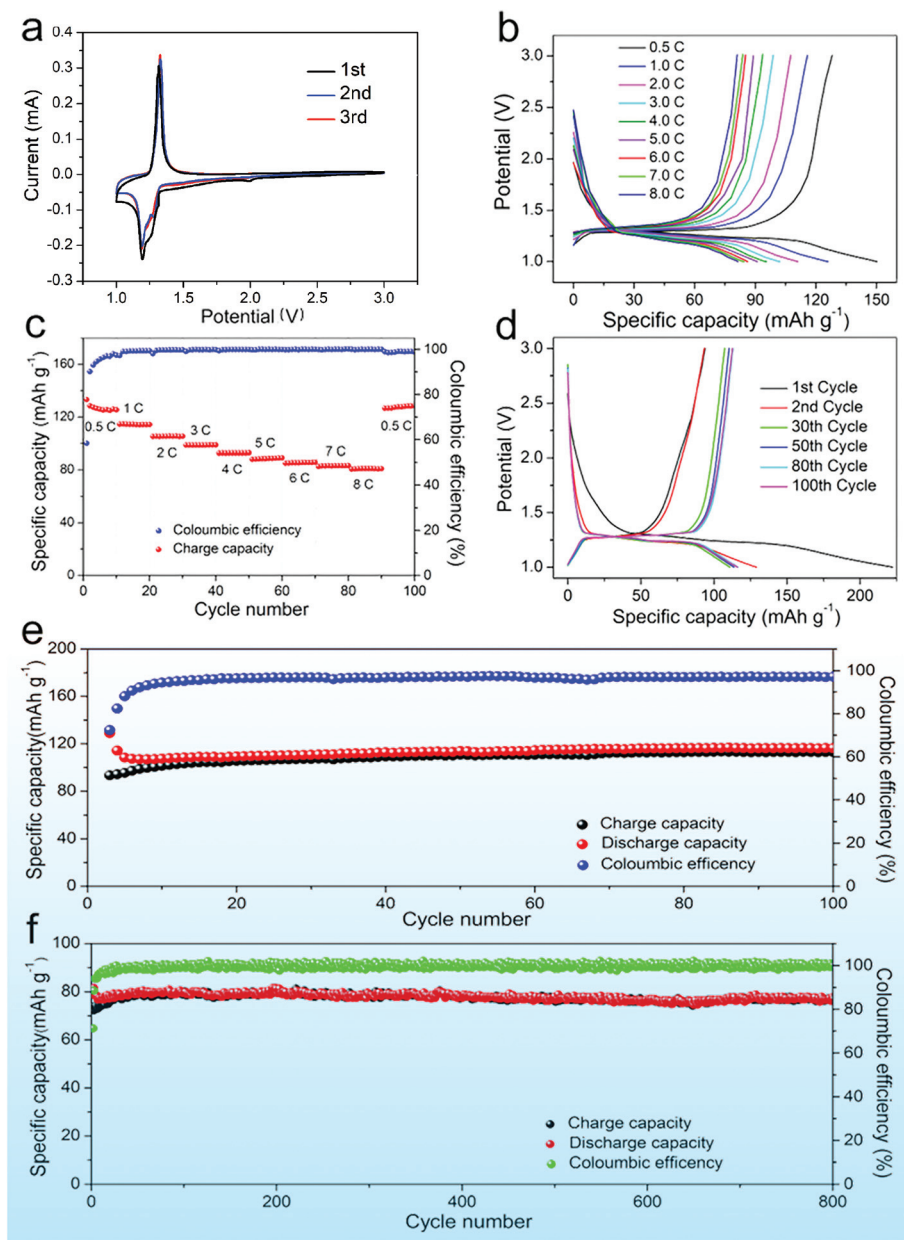 a
0.4
0.3
0.2
0.1
0.0
-0.1
-0.2
-0.3
Current (mA)
1st
2nd
3rd
1.0
1.5
2.0
2.5
3.0
Potential (V)
b
3.0
2.5
2.0
1.5
1.0
Potential (V)
0.5 C
1.0 C
2.0 C
3.0 C
4.0 C
5.0 C
6.0 C
7.0 C
8.0 C
0
30
60
90
120
150
Specific capacity (mAh g⁻¹)
c
160
120
80
40
0
Specific capacity (mAh g⁻¹)
0.5 C
1 C
2 C
3 C
4 C
5 C
6 C
7 C
8 C
0.5 C
Coloumbic efficiency
Charge capacity
100
80
60
40
20
0
Coloumbic efficiency (%)
0
20
40
60
80
100
Cycle number
d
3.0
2.5
2.0
1.5
1.0
Potential (V)
1st Cycle
2nd Cycle
30th Cycle
50th Cycle
80th Cycle
100th Cycle
0
50
100
150
200
Specific capacity (mAh g⁻¹)
e
200
160
120
80
40
0
Specific capacity(mAh g⁻¹)
Charge capacity
Discharge capacity
Coloumbic efficency
100
80
60
40
20
0
Coloumbic efficiency (%)
0
20
40
60
80
100
Cycle number
f
100
80
60
40
20
0
Specific capacity(mAh g⁻¹)
Charge capacity
Discharge capacity
Coloumbic efficency
100
80
60
40
20
0
Coloumbic efficiency (%)
0
200
400
600
800
Cycle number